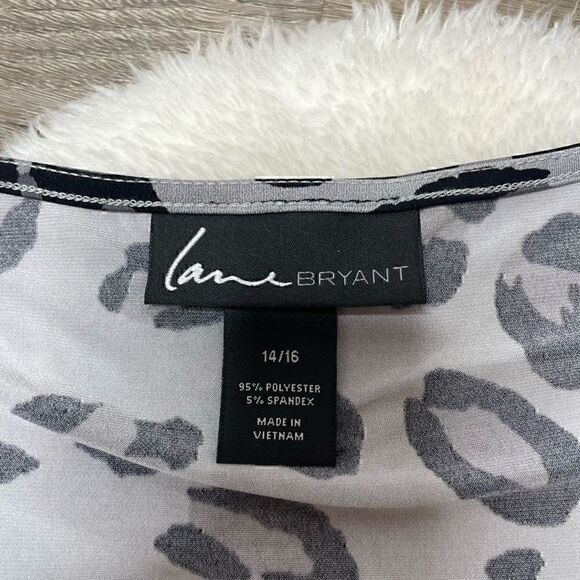 lane BRYANT
14/16
95% POLYESTER
5% SPANDEX
MADE IN
VIETNAM